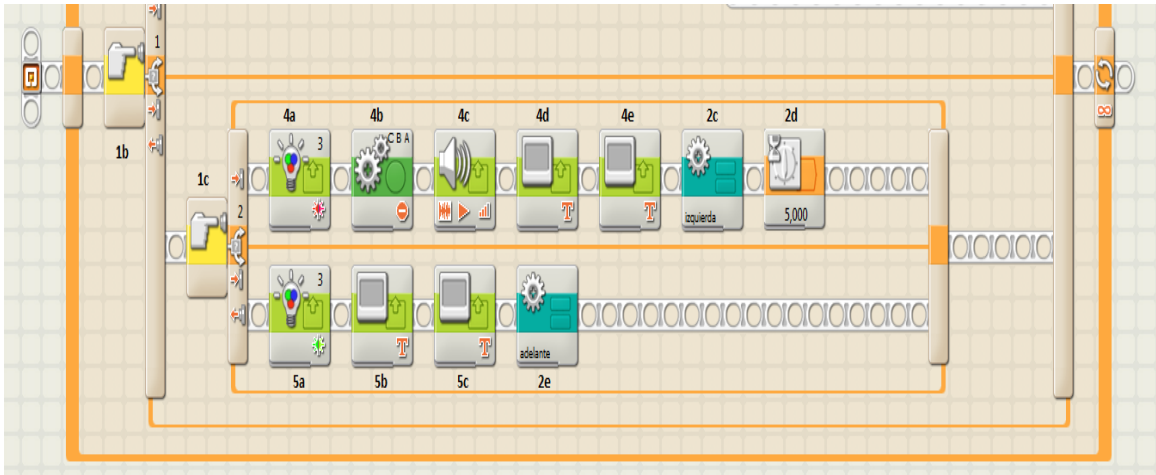 1
1b
4a 4b 4c 4d 4e 2c 2d
3 C B A
T T izquierda 5,000
1c
2
3
T T adelante
5a 5b 5c 2e